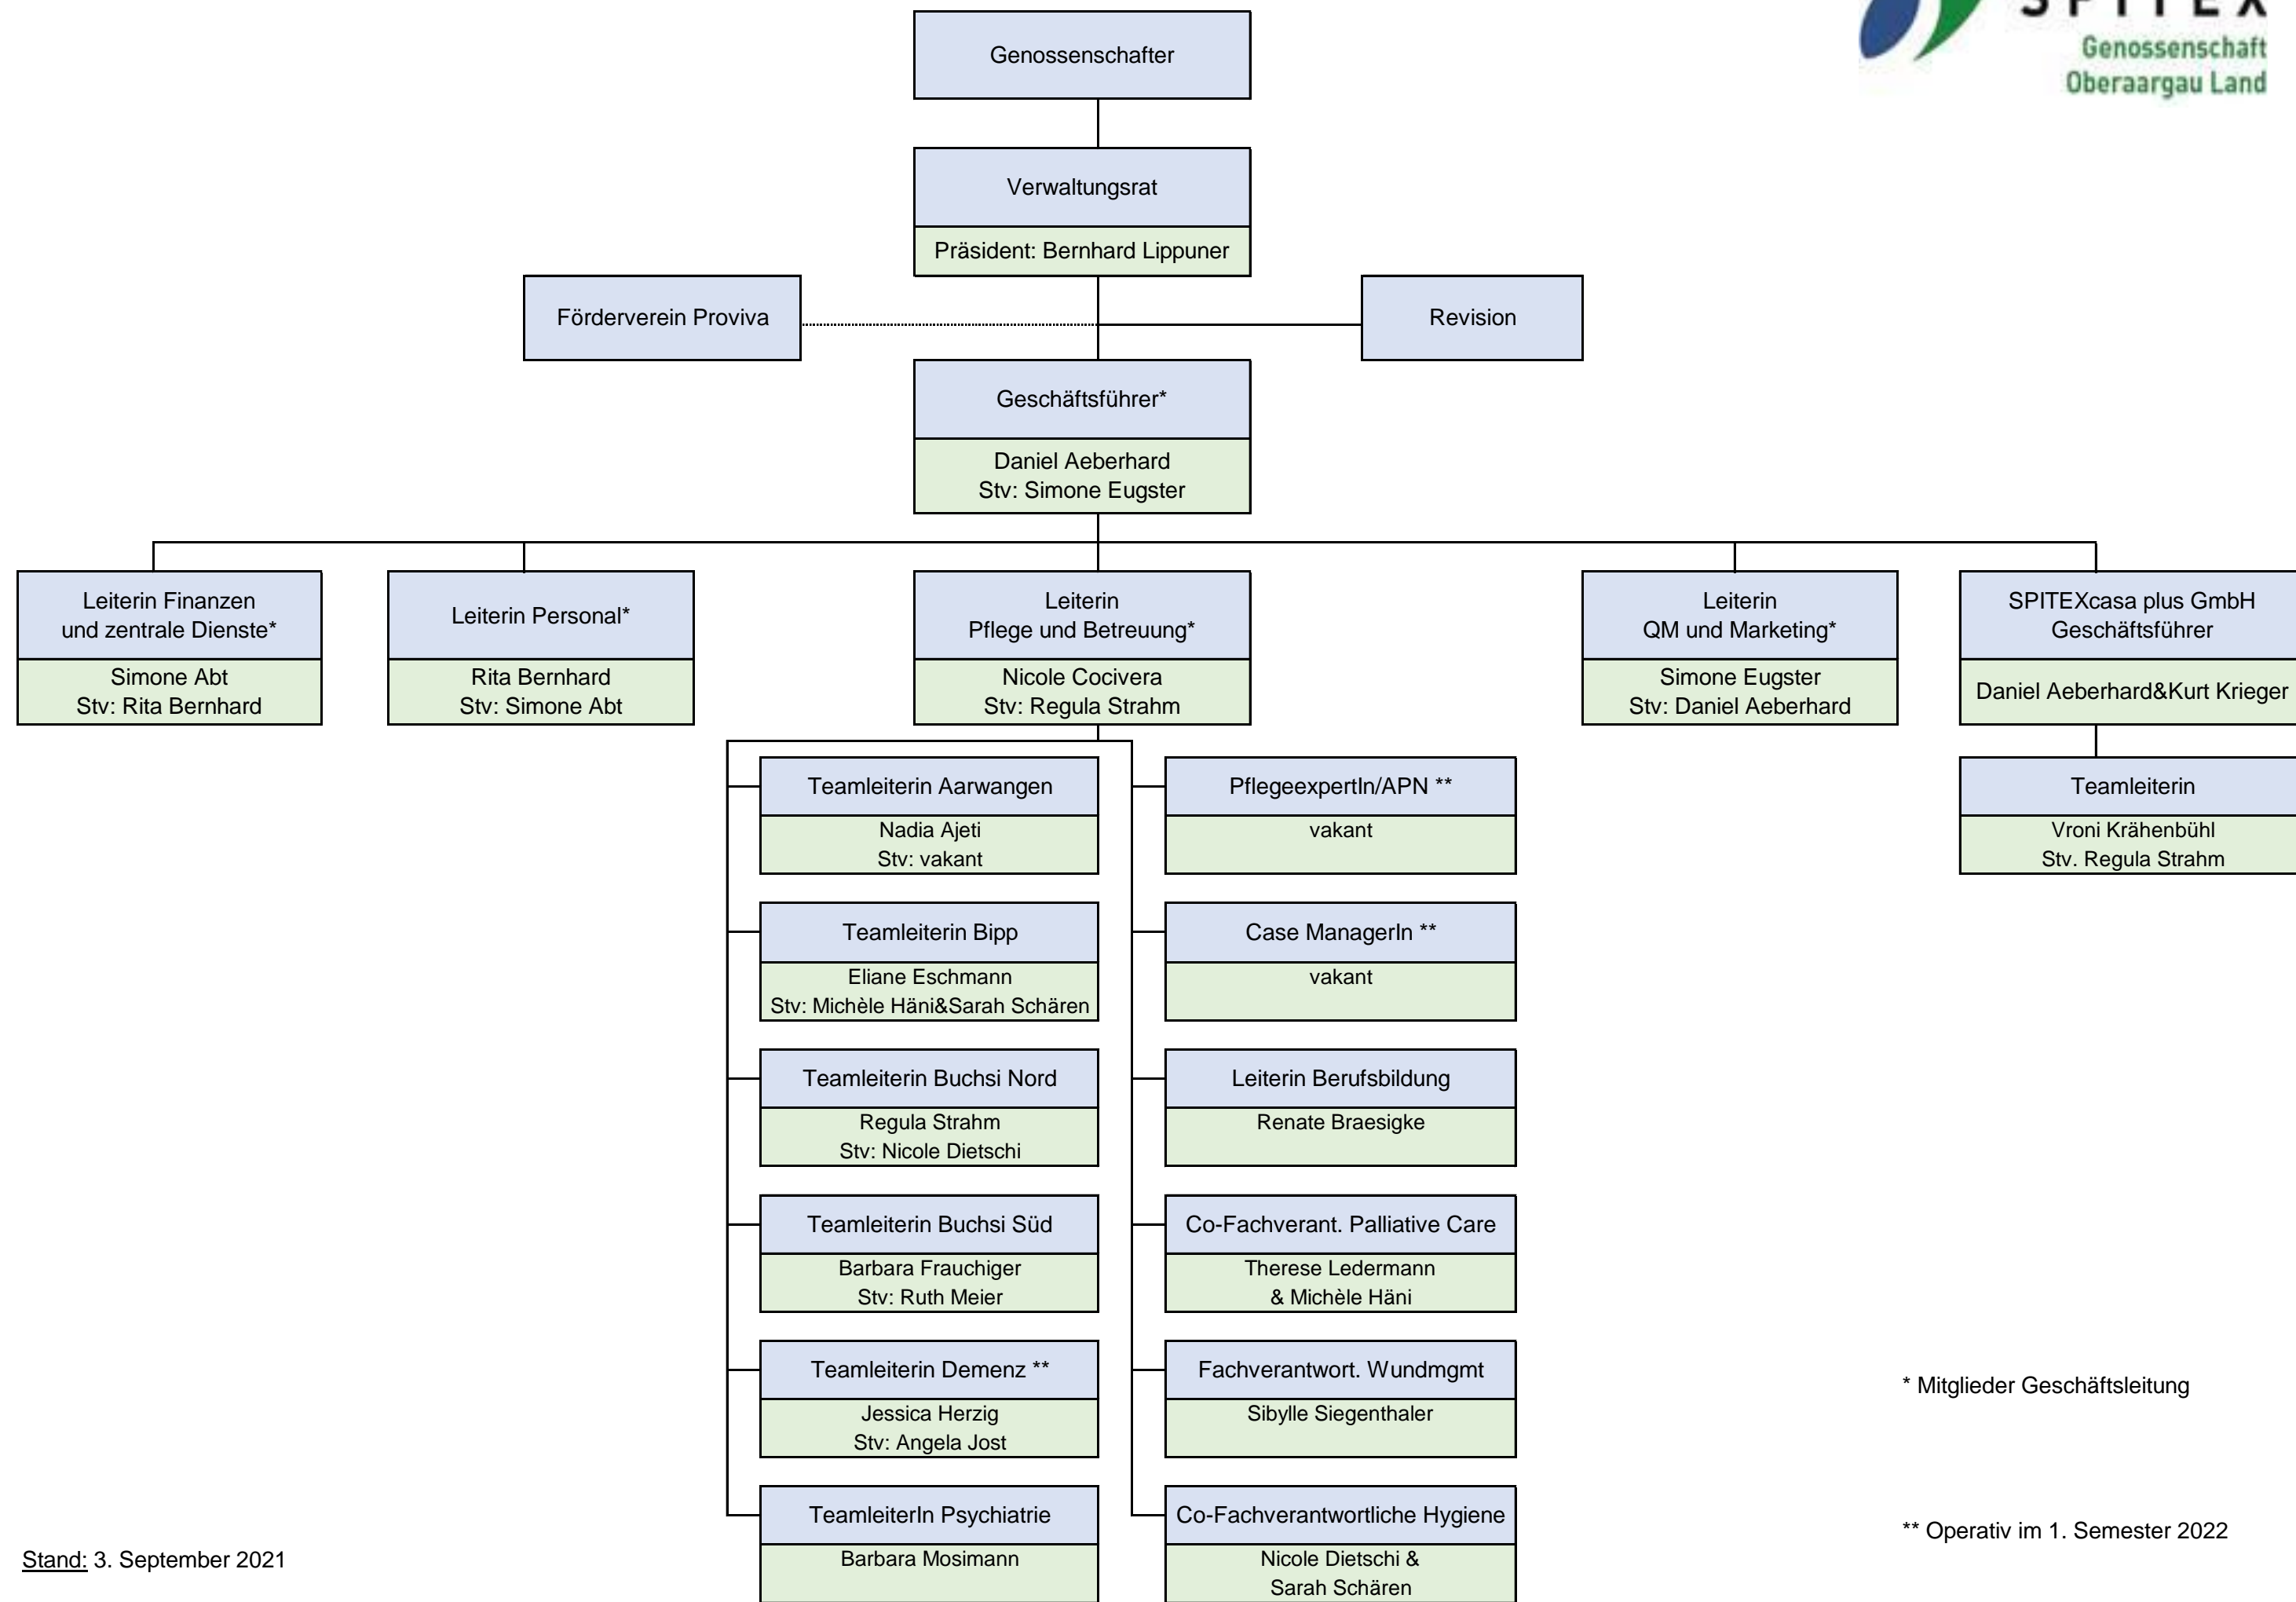 SPITEX
Genossenschaft
Oberaargau Land
Genossenschafter
Verwaltungsrat
Präsident: Bernhard Lippuner
Förderverein Proviva
Revision
Geschäftsführer*
Daniel Aeberhard
Stv: Simone Eugster
Leiterin Finanzen
und zentrale Dienste*
Simone Abt
Stv: Rita Bernhard
Leiterin Personal*
Rita Bernhard
Stv: Simone Abt
Leiterin
Pflege und Betreuung*
Nicole Cocivera
Stv: Regula Strahm
Leiterin
QM und Marketing*
Simone Eugster
Stv: Daniel Aeberhard
SPITEXcasa plus GmbH
Geschäftsführer
Daniel Aeberhard&Kurt Krieger
Teamleiterin Aarwangen
Nadia Ajeti
Stv: vakant
PflegeexpertIn/APN **
vakant
Teamleiterin
Vroni Krähenbühl
Stv. Regula Strahm
Teamleiterin Bipp
Eliane Eschmann
Stv: Michèle Häni&Sarah Schären
Case ManagerIn **
vakant
Teamleiterin Buchsi Nord
Regula Strahm
Stv: Nicole Dietschi
Leiterin Berufsbildung
Renate Braesigke
Teamleiterin Buchsi Süd
Barbara Frauchiger
Stv: Ruth Meier
Co-Fachverant. Palliative Care
Therese Ledermann
& Michèle Häni
Teamleiterin Demenz **
Jessica Herzig
Stv: Angela Jost
Fachverantwort. Wundmgmt
Sibylle Siegenthaler
* Mitglieder Geschäftsleitung
TeamleiterIn Psychiatrie
Barbara Mosimann
Co-Fachverantwortliche Hygiene
Nicole Dietschi &
Sarah Schären
** Operativ im 1. Semester 2022
Stand: 3. September 2021